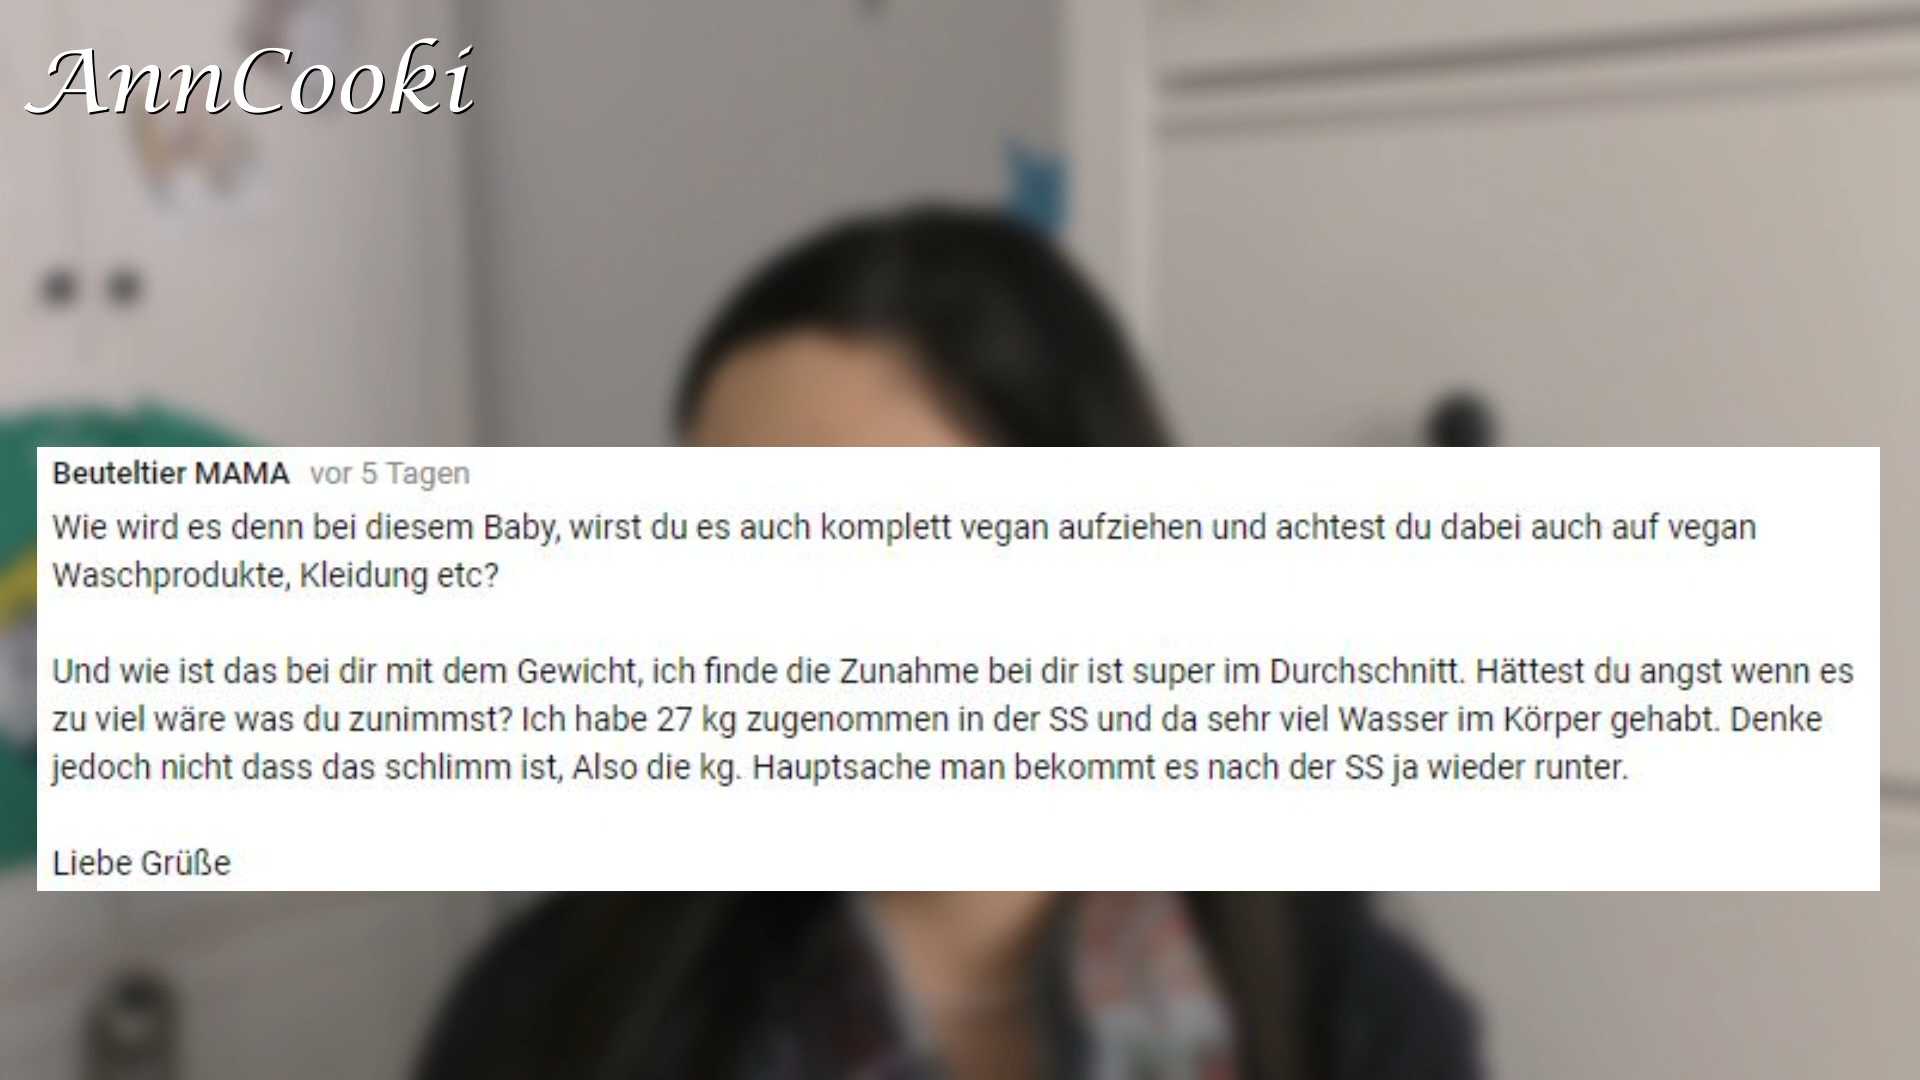 AnnCooki
Beuteltier MAMA vor 5 Tagen
Wie wird es denn bei diesem Baby, wirst du es auch komplett vegan aufziehen und achtest du dabei auch auf vegan
Waschprodukte, Kleidung etc?
Und wie ist das bei dir mit dem Gewicht, ich finde die Zunahme bei dir ist super im Durchschnitt. Hättest du angst wenn es
zu viel wäre was du zunimmst? Ich habe 27 kg zugenommen in der SS und da sehr viel Wasser im Körper gehabt. Denke
jedoch nicht dass das schlimm ist, Also die kg. Hauptsache man bekommt es nach der SS ja wieder runter.
Liebe Grüße